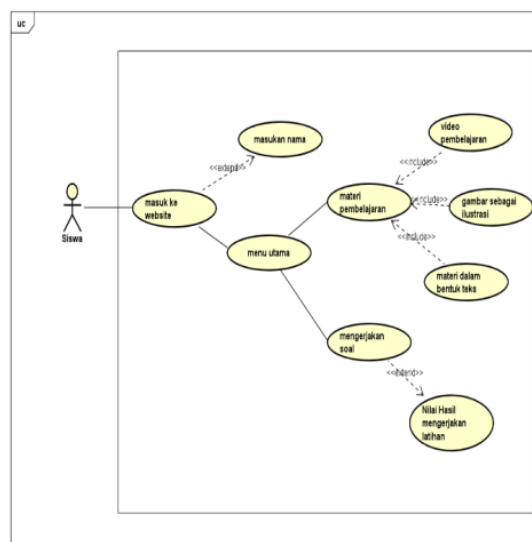 uc
masukan nama
video
pembelajaran
<<extend>>
<<include>>
masuk ke
website
materi
pembelajaran
<<include>>
gambar sebagai
ilustrasi
Siswa
<<include>>
menu utama
materi dalam
bentuk teks
mengerjakan
soal
<<extend>>
Nilai Hasil
mengerjakan
latihan